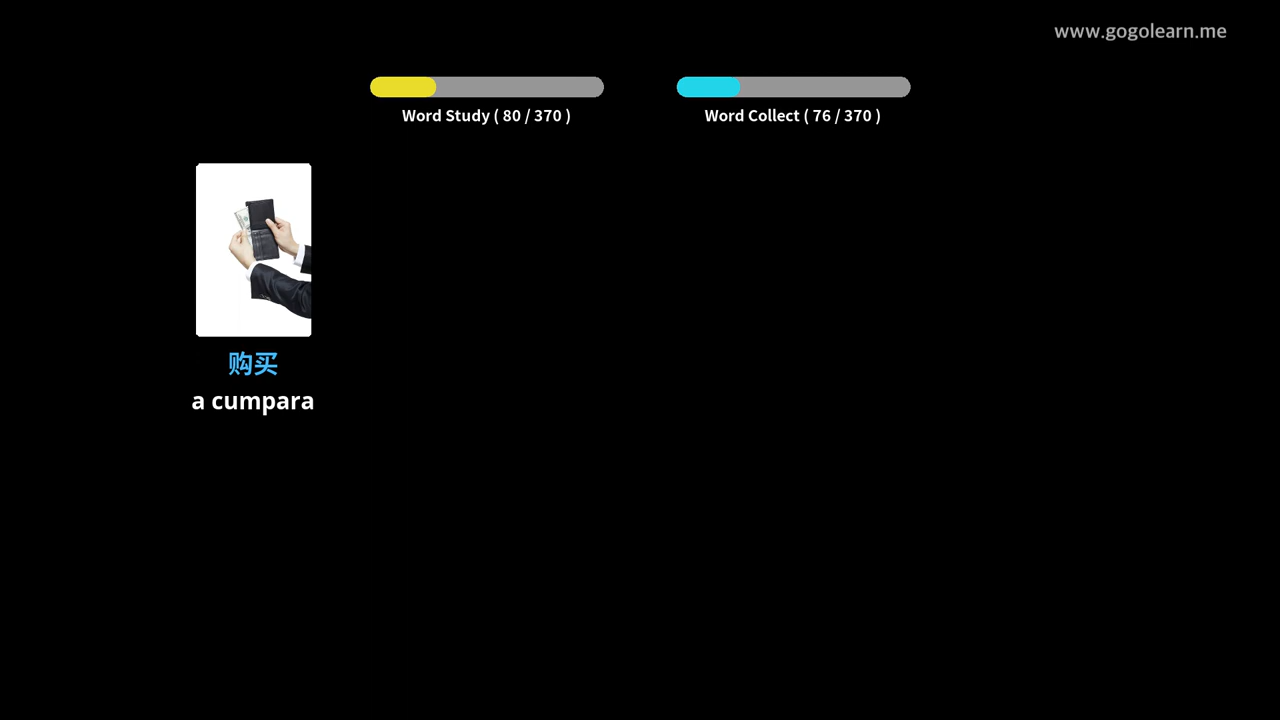 www.gogolearn.me
Word Study ( 80 / 370 )
Word Collect ( 76 / 370 )
购买
a cumpara